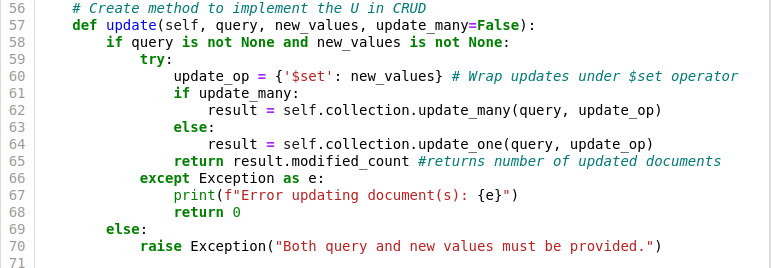 56 # Create method to implement the U in CRUD
57 def update(self, query, new_values, update_many=False):
58 if query is not None and new_values is not None:
59 try:
60 update_op = {'$set': new_values} # Wrap updates under $set operator
61 if update_many:
62 result = self.collection.update_many(query, update_op)
63 else:
64 result = self.collection.update_one(query, update_op)
65 return result.modified_count #returns number of updated documents
66 except Exception as e:
67 print(f"Error updating document(s): {e}")
68 return 0
69 else:
70 raise Exception("Both query and new values must be provided.")
71